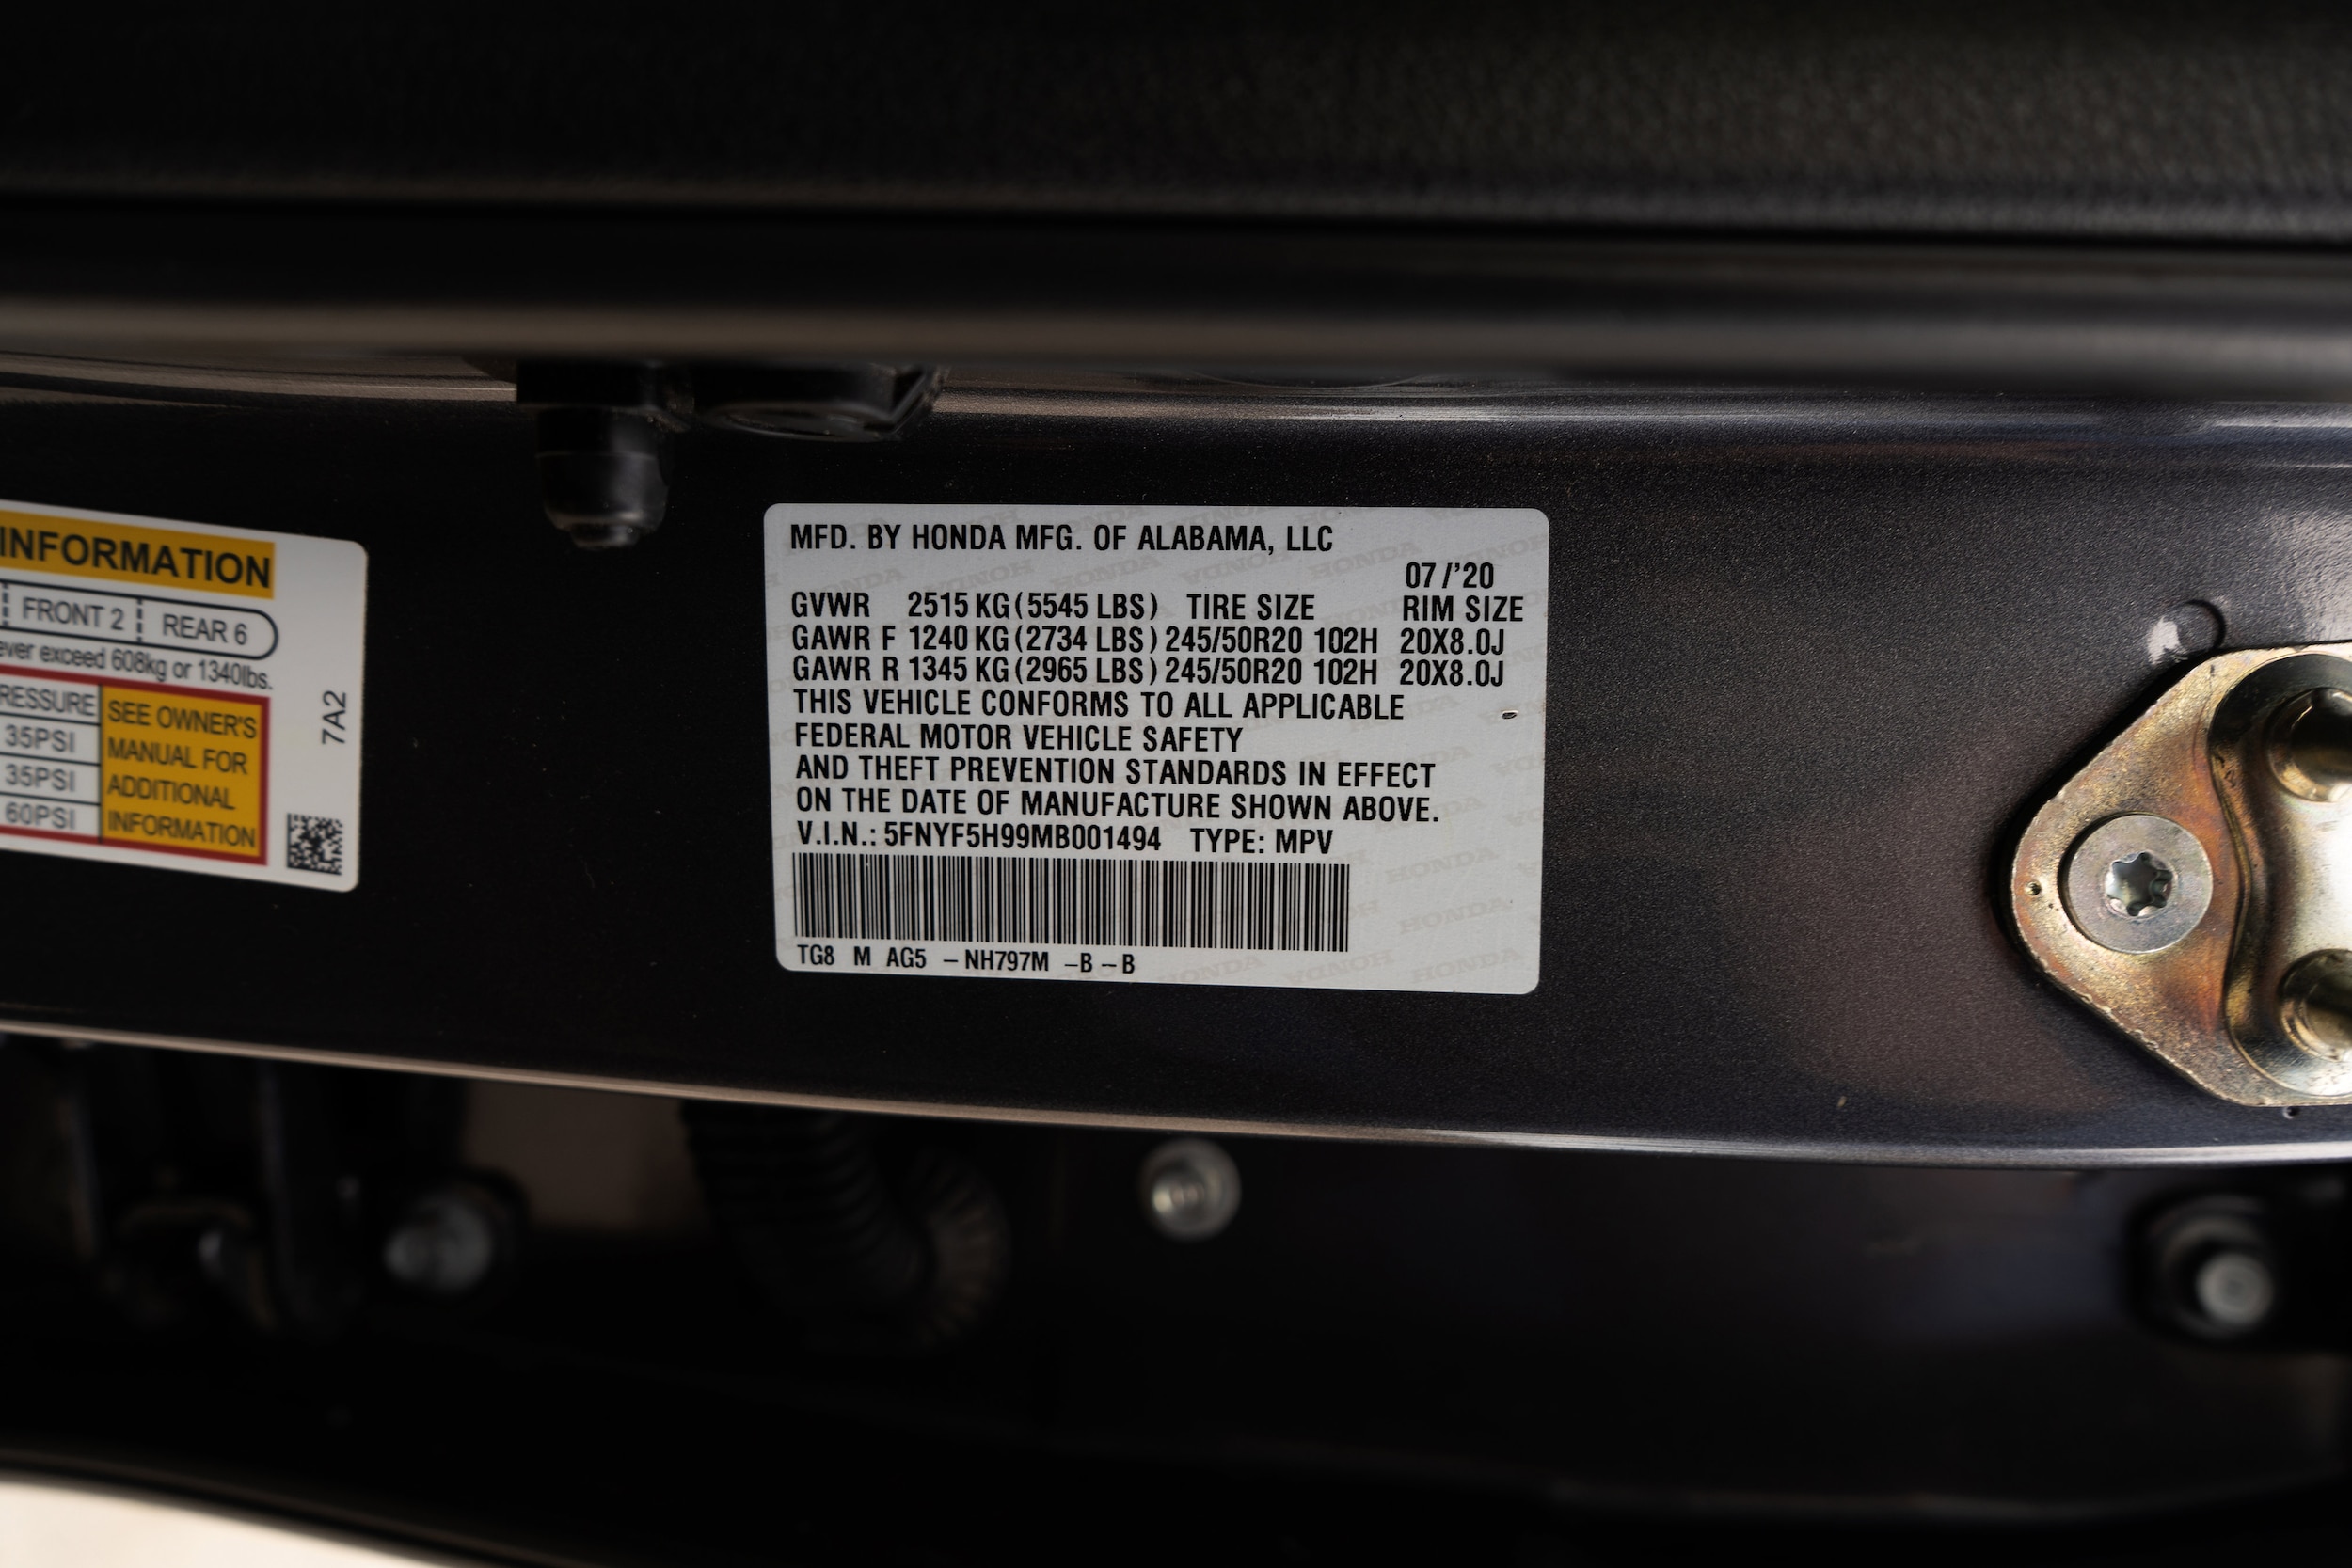 INFORMATION
FRONT 2 REAR 6
ever exceed 608kg or 1340lbs.
RESSURE SEE OWNER'S
35PSI MANUAL FOR
35PSI ADDITIONAL
60PSI INFORMATION
7A2
MFD. BY HONDA MFG. OF ALABAMA, LLC
07/'20
GVWR 2515 KG (5545 LBS) TIRE SIZE RIM SIZE
GAWR F 1240 KG (2734 LBS) 245/50R20 102H 20X8.0J
GAWR R 1345 KG (2965 LBS) 245/50R20 102H 20X8.0J
THIS VEHICLE CONFORMS TO ALL APPLICABLE
FEDERAL MOTOR VEHICLE SAFETY
AND THEFT PREVENTION STANDARDS IN EFFECT
ON THE DATE OF MANUFACTURE SHOWN ABOVE.
V.I.N.: 5FNYF5H99MB001494 TYPE: MPV
TG8 M AG5 – NH797M – B – B